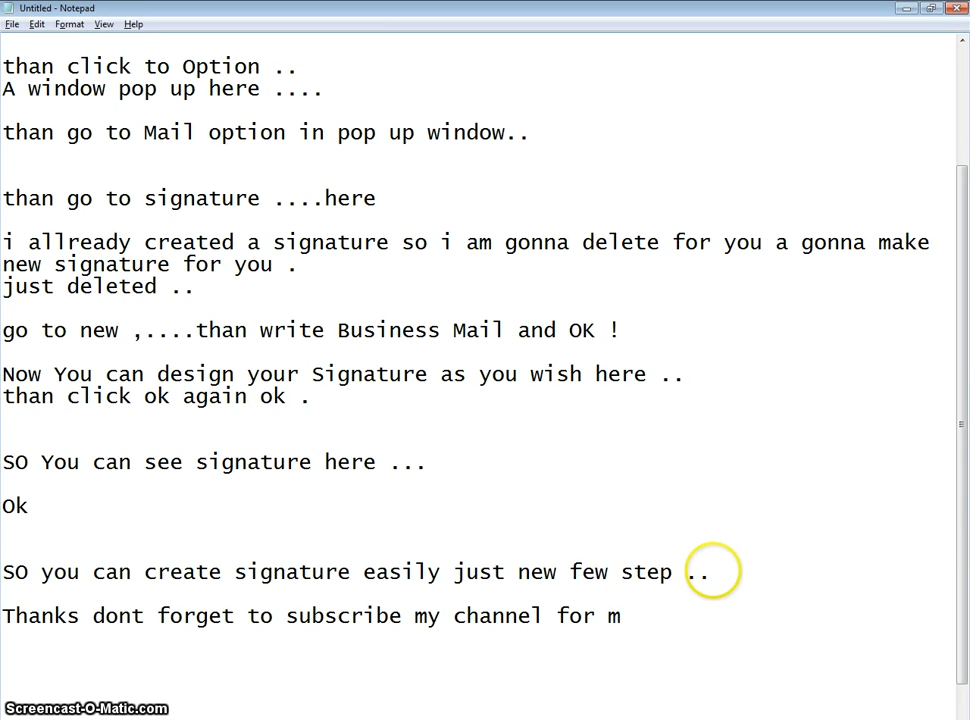 Untitled - Notepad
File Edit Format View Help
than click to Option ..
A window pop up here ....
than go to Mail option in pop up window..
than go to signature ....here
i allready created a signature so i am gonna delete for you a gonna make
new signature for you .
just deleted ..
go to new ,....than write Business Mail and OK !
Now You can design your Signature as you wish here ..
than click ok again ok .
SO You can see signature here ...
Ok
SO you can create signature easily just new few step ..
Thanks dont forget to subscribe my channel for m
Screencast-O-Matic.com